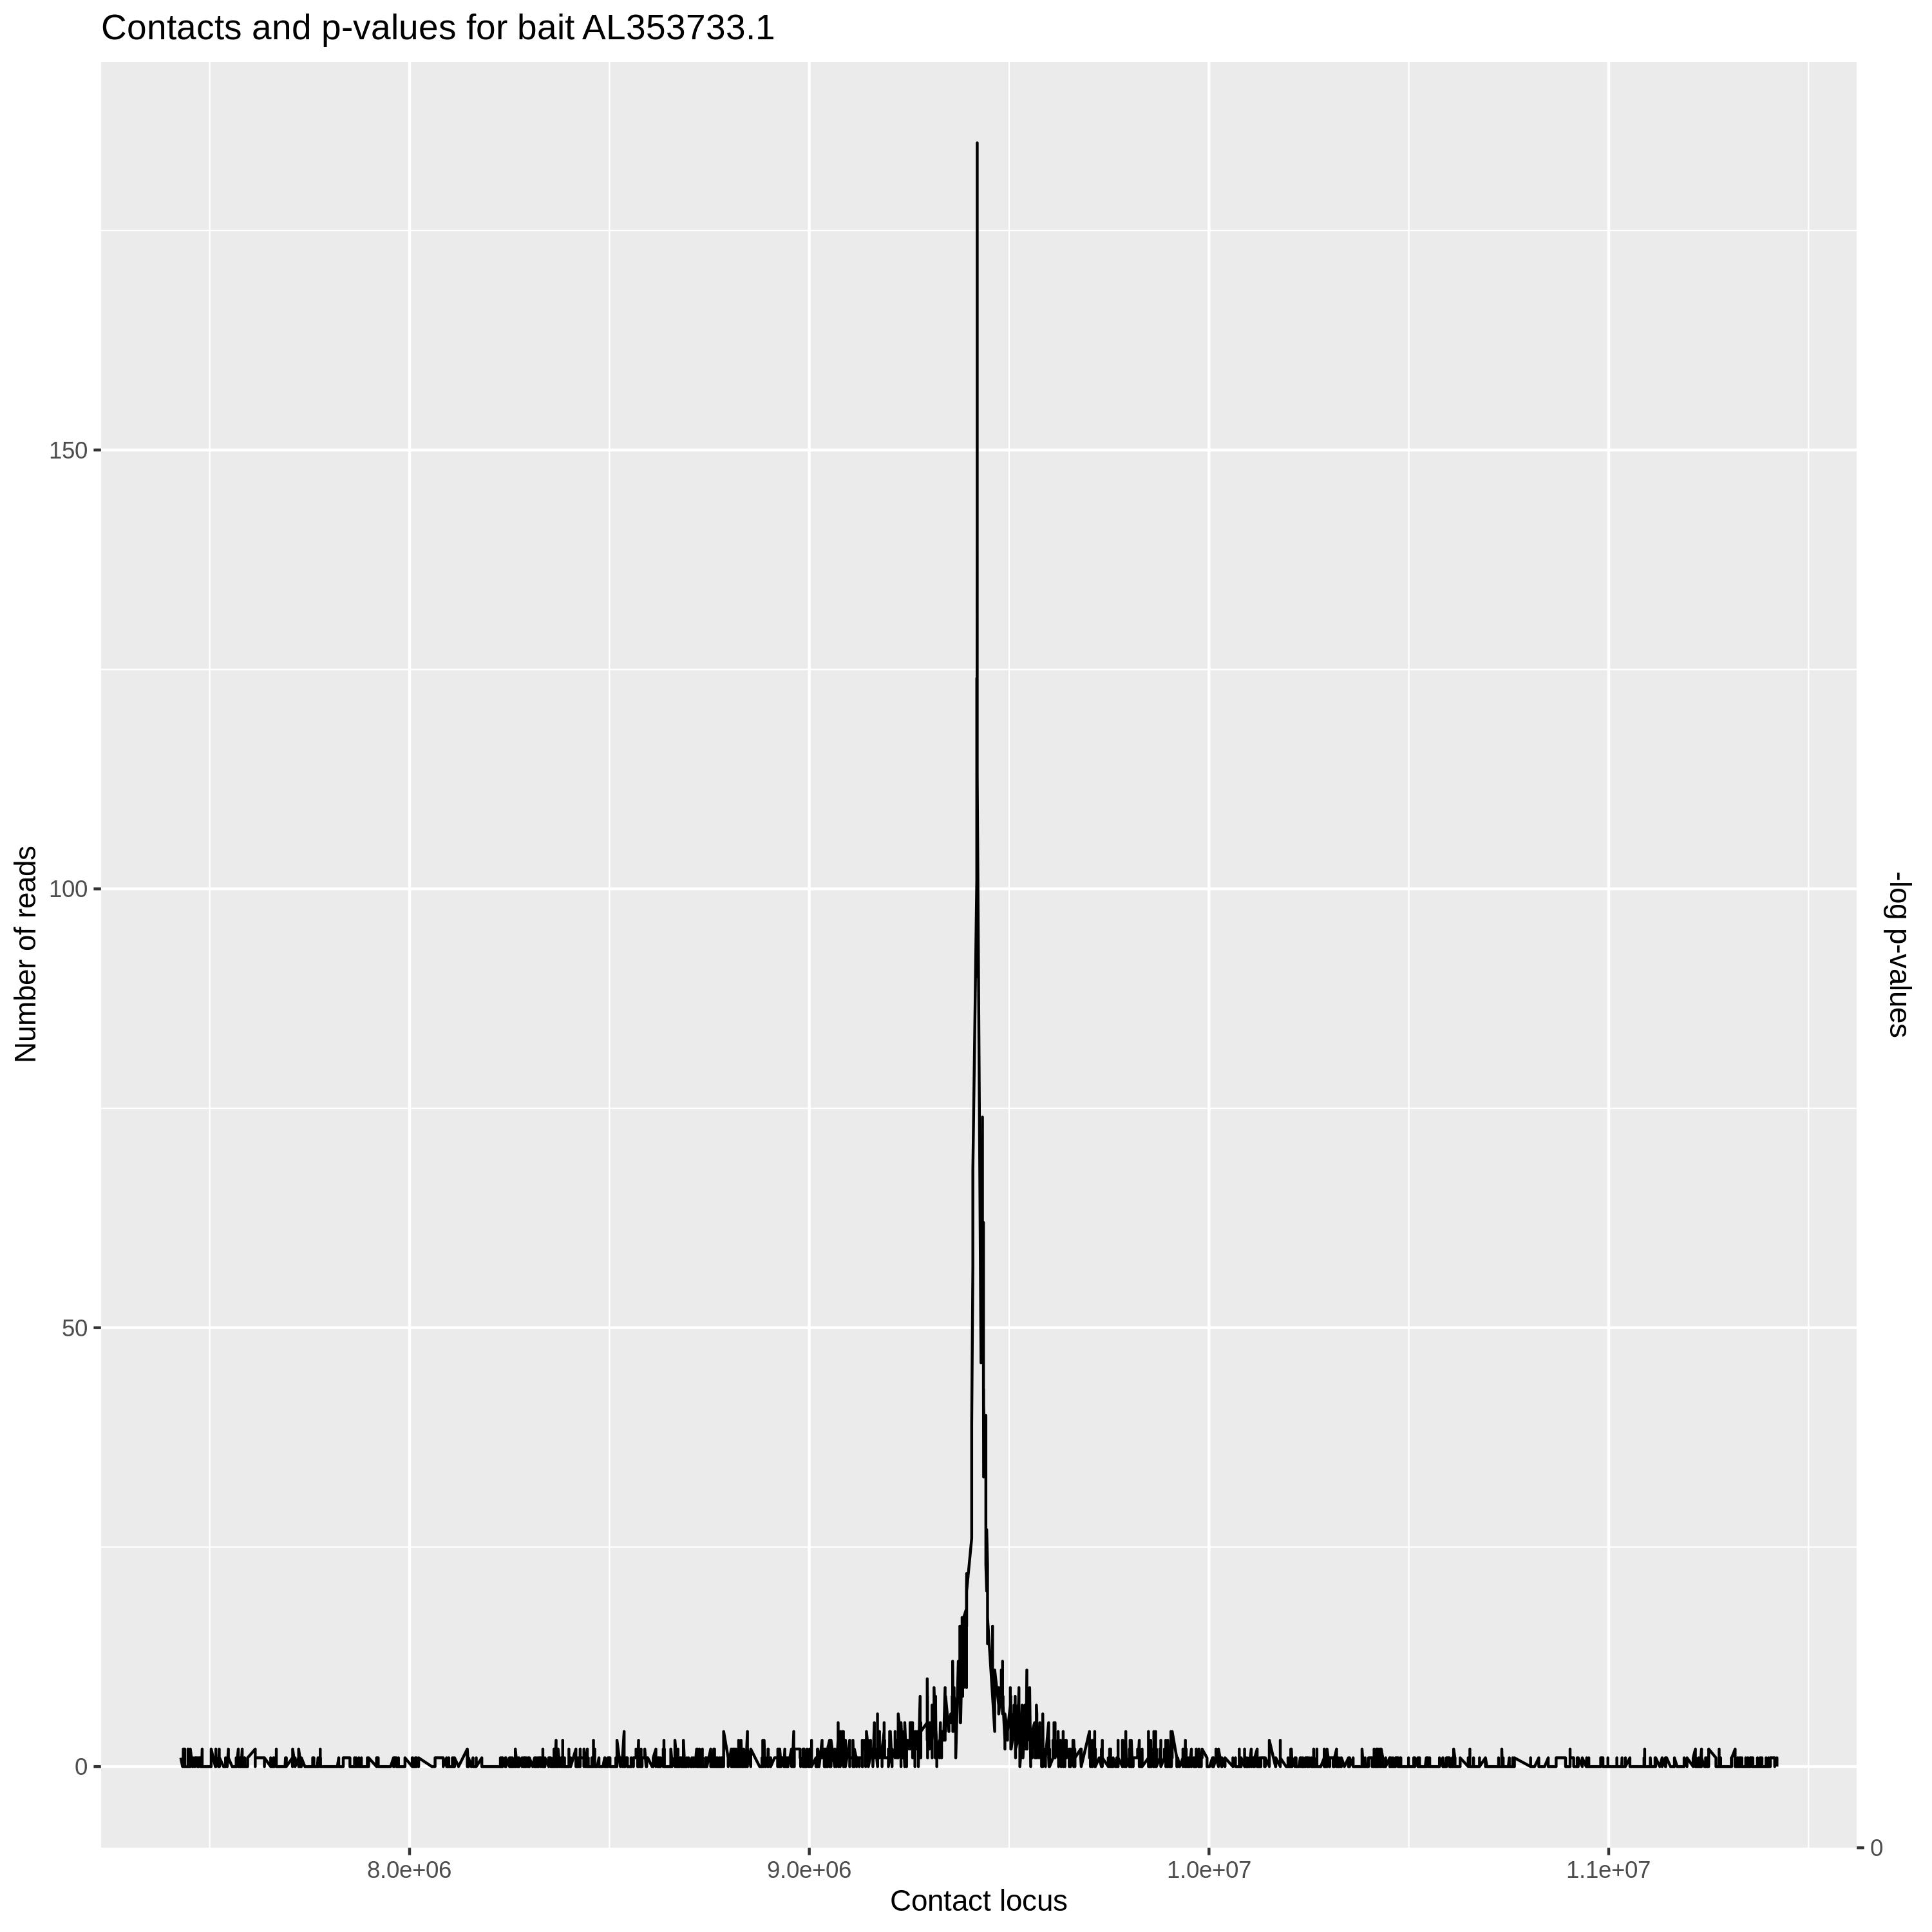 Contacts and p-values for bait AL353733.1
150
100
50
0
Number of reads
-log p-values
0
8.0e+06
9.0e+06
1.0e+07
1.1e+07
Contact locus